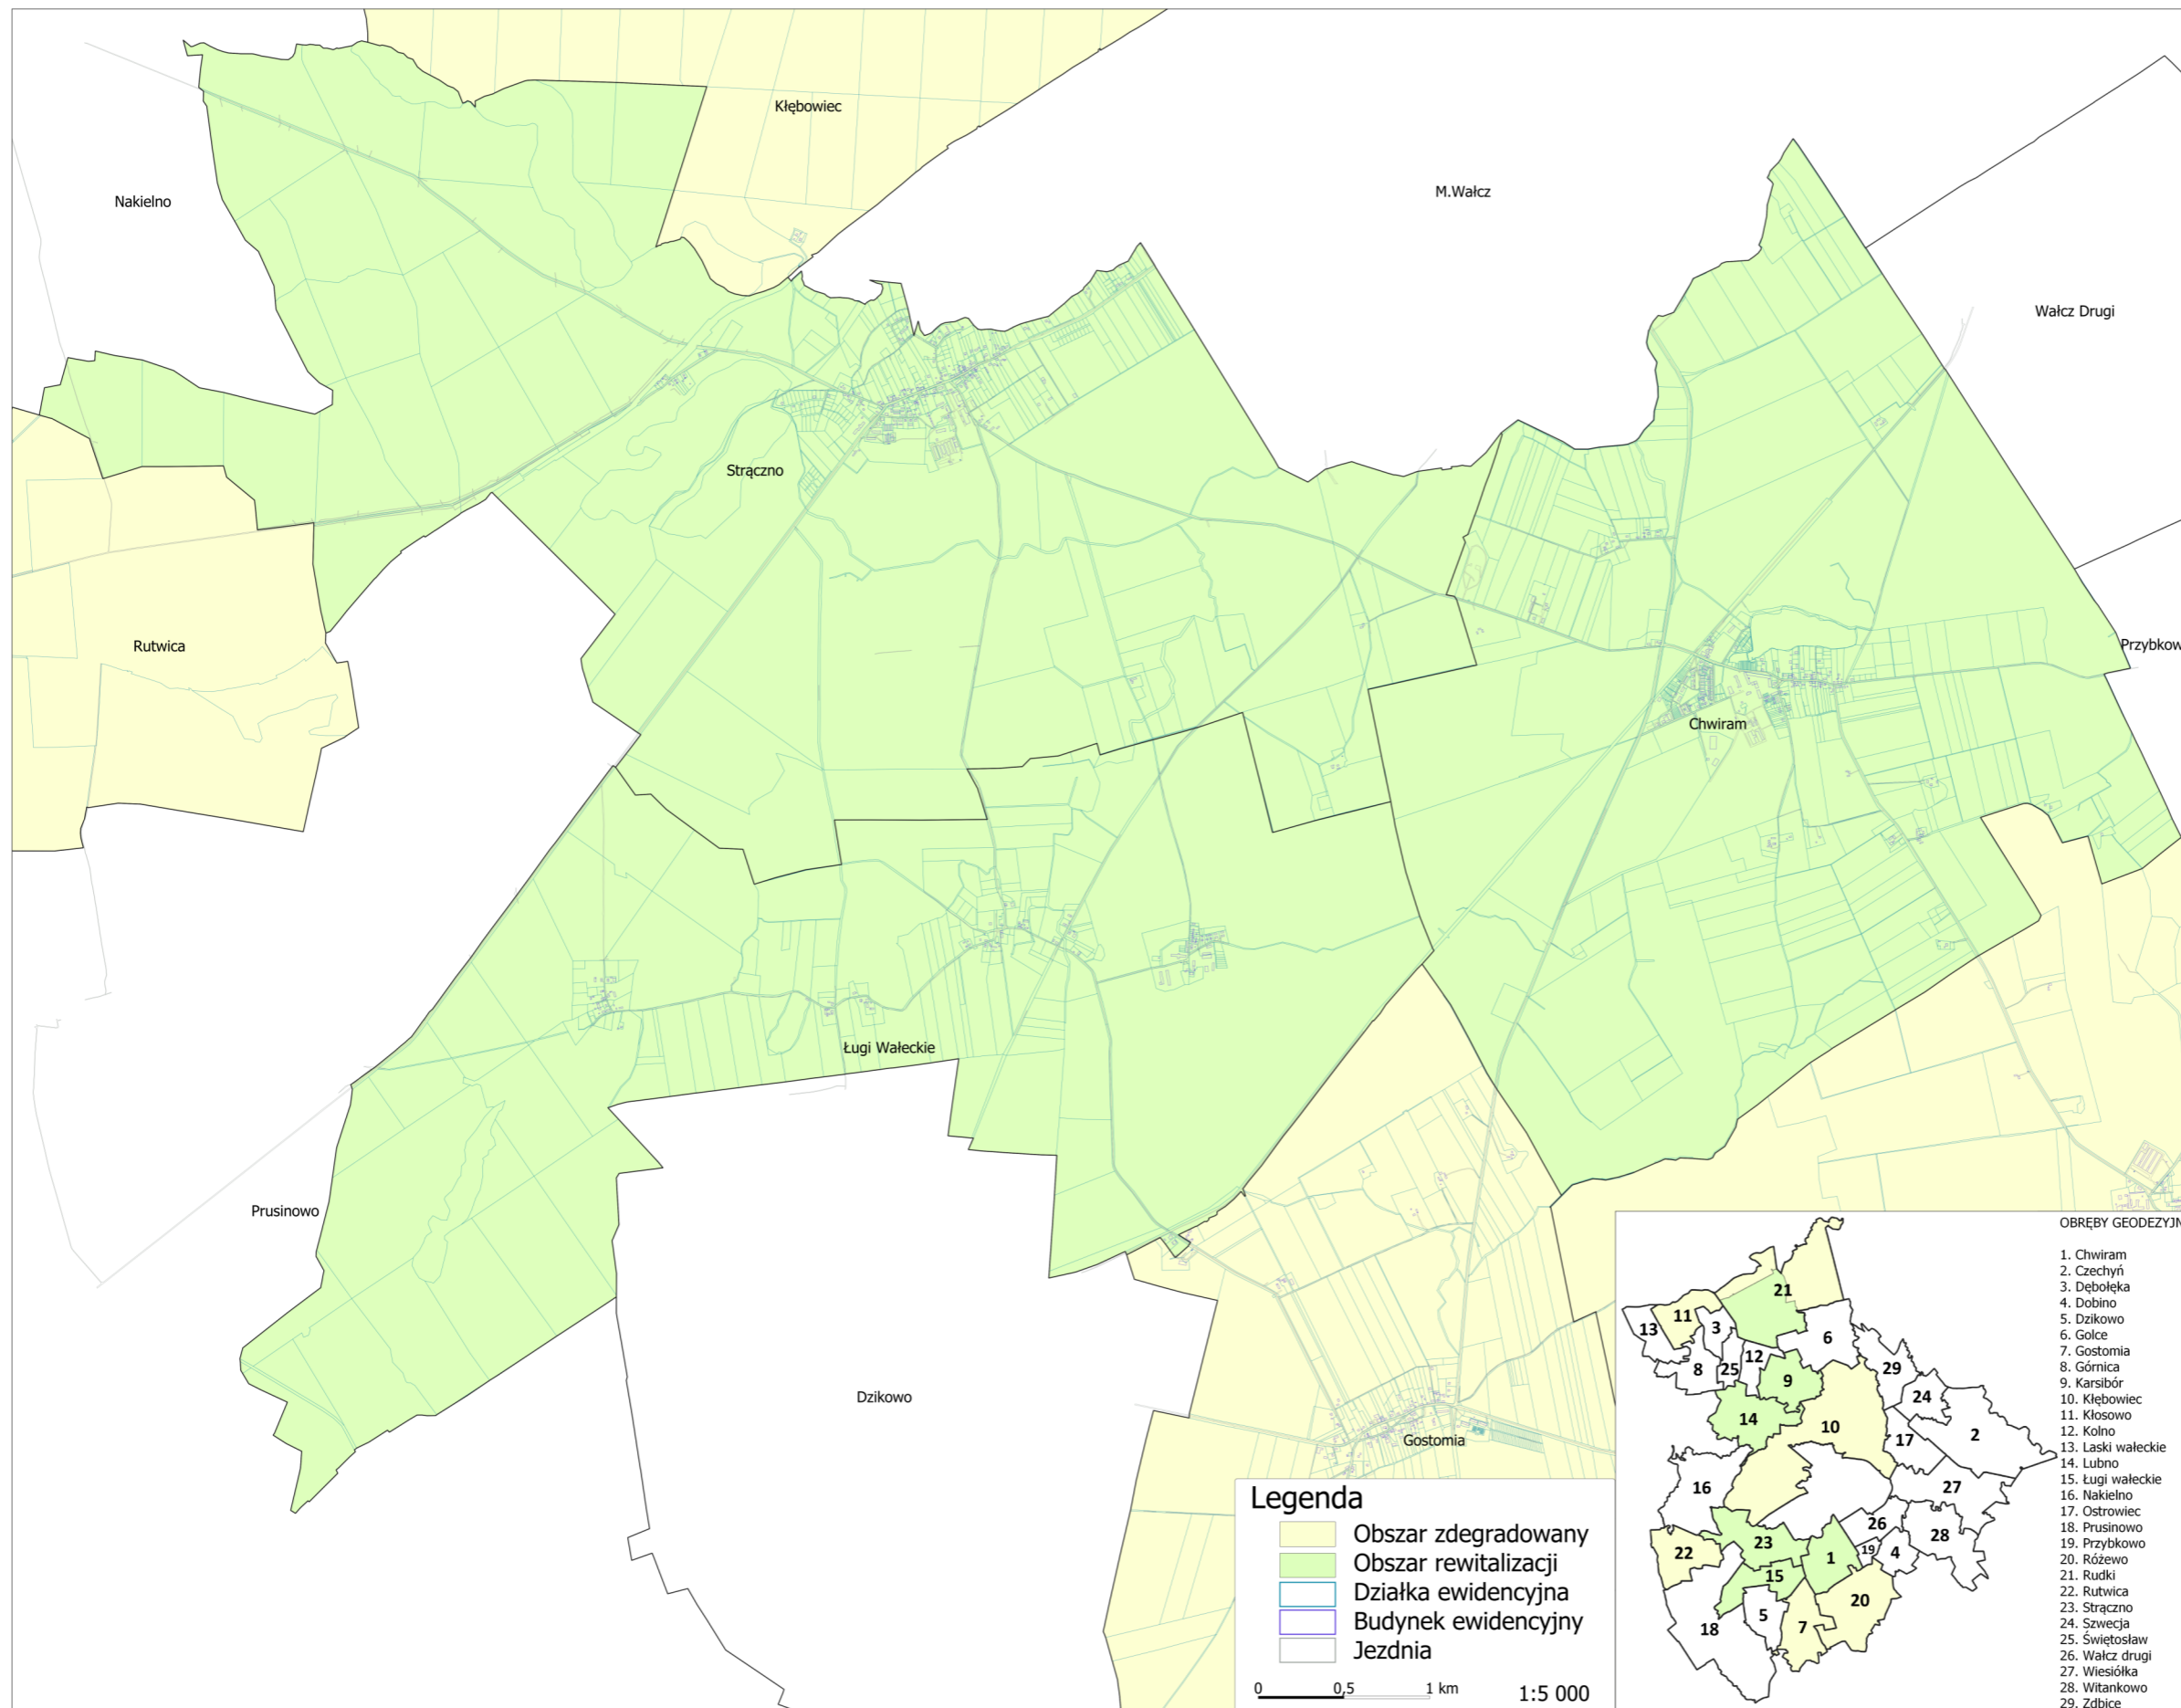 Kłębowiec
Nakielno
M.Wałcz
Wałcz Drugi
Strączno
Rutwica
Przybkow
Chwiram
Ługi Wałeckie
Prusinowo
Dzikowo
Gostomia
Legenda
Obszar zdegradowany
Obszar rewitalizacji
Działka ewidencyjna
Budynek ewidencyjny
Jezdnia
0 0,5 1 km 1:5 000
21
11
13
3
6
12
8
25
29
9
24
14
10
2
17
16
27
26
28
23
22
19
4
1
15
20
5
7
18
OBRĘBY GEODEZYJN
1. Chwiram
2. Czechyń
3. Dębołęka
4. Dobino
5. Dzikowo
6. Golce
7. Gostomia
8. Górnica
9. Karsibór
10. Kłębowiec
11. Kłosowo
12. Kolno
13. Laski wałeckie
14. Lubno
15. Ługi wałeckie
16. Nakielno
17. Ostrowiec
18. Prusinowo
19. Przybkowo
20. Różewo
21. Rudki
22. Rutwica
23. Strączno
24. Szwecja
25. Świętosław
26. Wałcz drugi
27. Wiesiółka
28. Witankowo
29. Zdbice